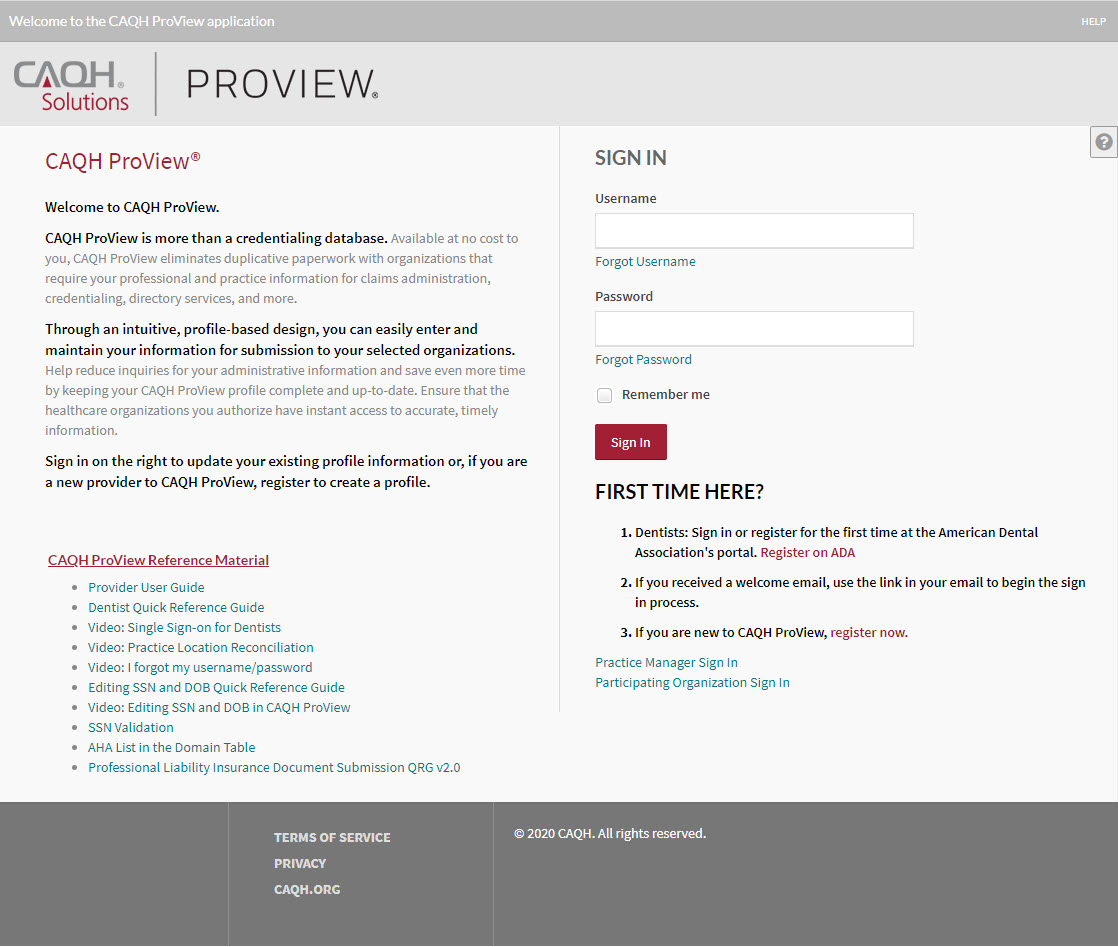 Welcome to the CAQH ProView application
HELP
CAQH®
Solutions
PROVIEW®
CAQH ProView®
Welcome to CAQH ProView.
CAQH ProView is more than a credentialing database. Available at no cost to
you, CAQH ProView eliminates duplicative paperwork with organizations that
require your professional and practice information for claims administration,
credentialing, directory services, and more.
Through an intuitive, profile-based design, you can easily enter and
maintain your information for submission to your selected organizations.
Help reduce inquiries for your administrative information and save even more time
by keeping your CAQH ProView profile complete and up-to-date. Ensure that the
healthcare organizations you authorize have instant access to accurate, timely
information.
Sign in on the right to update your existing profile information or, if you are
a new provider to CAQH ProView, register to create a profile.
CAQH ProView Reference Material
Provider User Guide
Dentist Quick Reference Guide
Video: Single Sign-on for Dentists
Video: Practice Location Reconciliation
Video: I forgot my username/password
Editing SSN and DOB Quick Reference Guide
Video: Editing SSN and DOB in CAQH ProView
SSN Validation
AHA List in the Domain Table
Professional Liability Insurance Document Submission QRG v2.0
?
SIGN IN
Username
Forgot Username
Password
Forgot Password
Remember me
Sign In
FIRST TIME HERE?
1. Dentists: Sign in or register for the first time at the American Dental
Association's portal. Register on ADA
2. If you received a welcome email, use the link in your email to begin the sign
in process.
3. If you are new to CAQH ProView, register now.
Practice Manager Sign In
Participating Organization Sign In
TERMS OF SERVICE
PRIVACY
CAQH.ORG
© 2020 CAQH. All rights reserved.